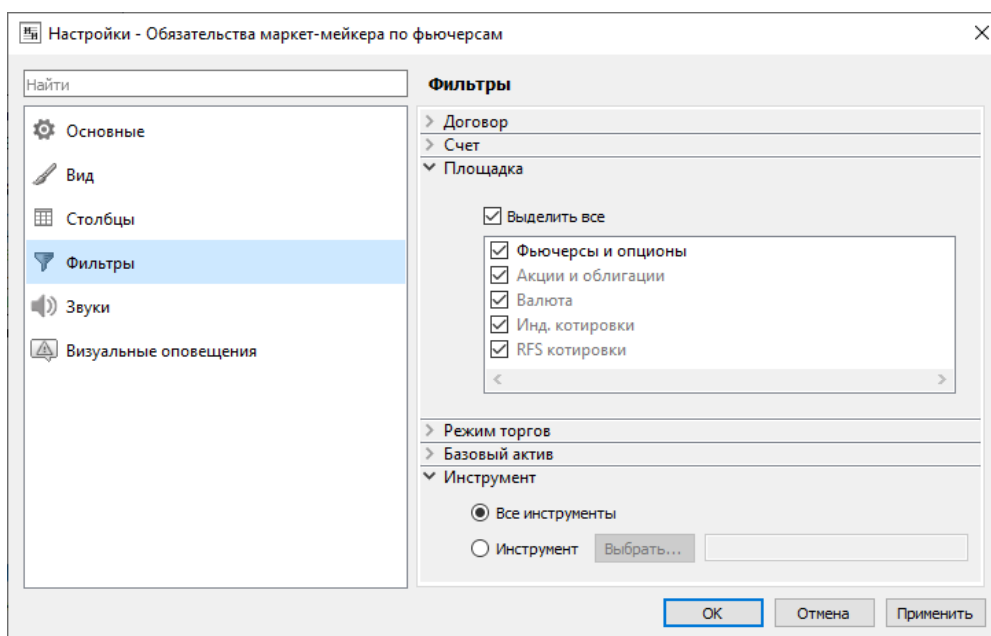 Настройки - Обязательства маркет-мейкера по фьючерсам
Найти
Основные
Вид
Столбцы
Фильтры
Звуки
Визуальные оповещения
Фильтры
Договор
Счет
Площадка
Выделить все
Фьючерсы и опционы
Акции и облигации
Валюта
Инд. котировки
RFS котировки
Режим торгов
Базовый актив
Инструмент
Все инструменты
Инструмент Выбрать...
ОК Отмена Применить